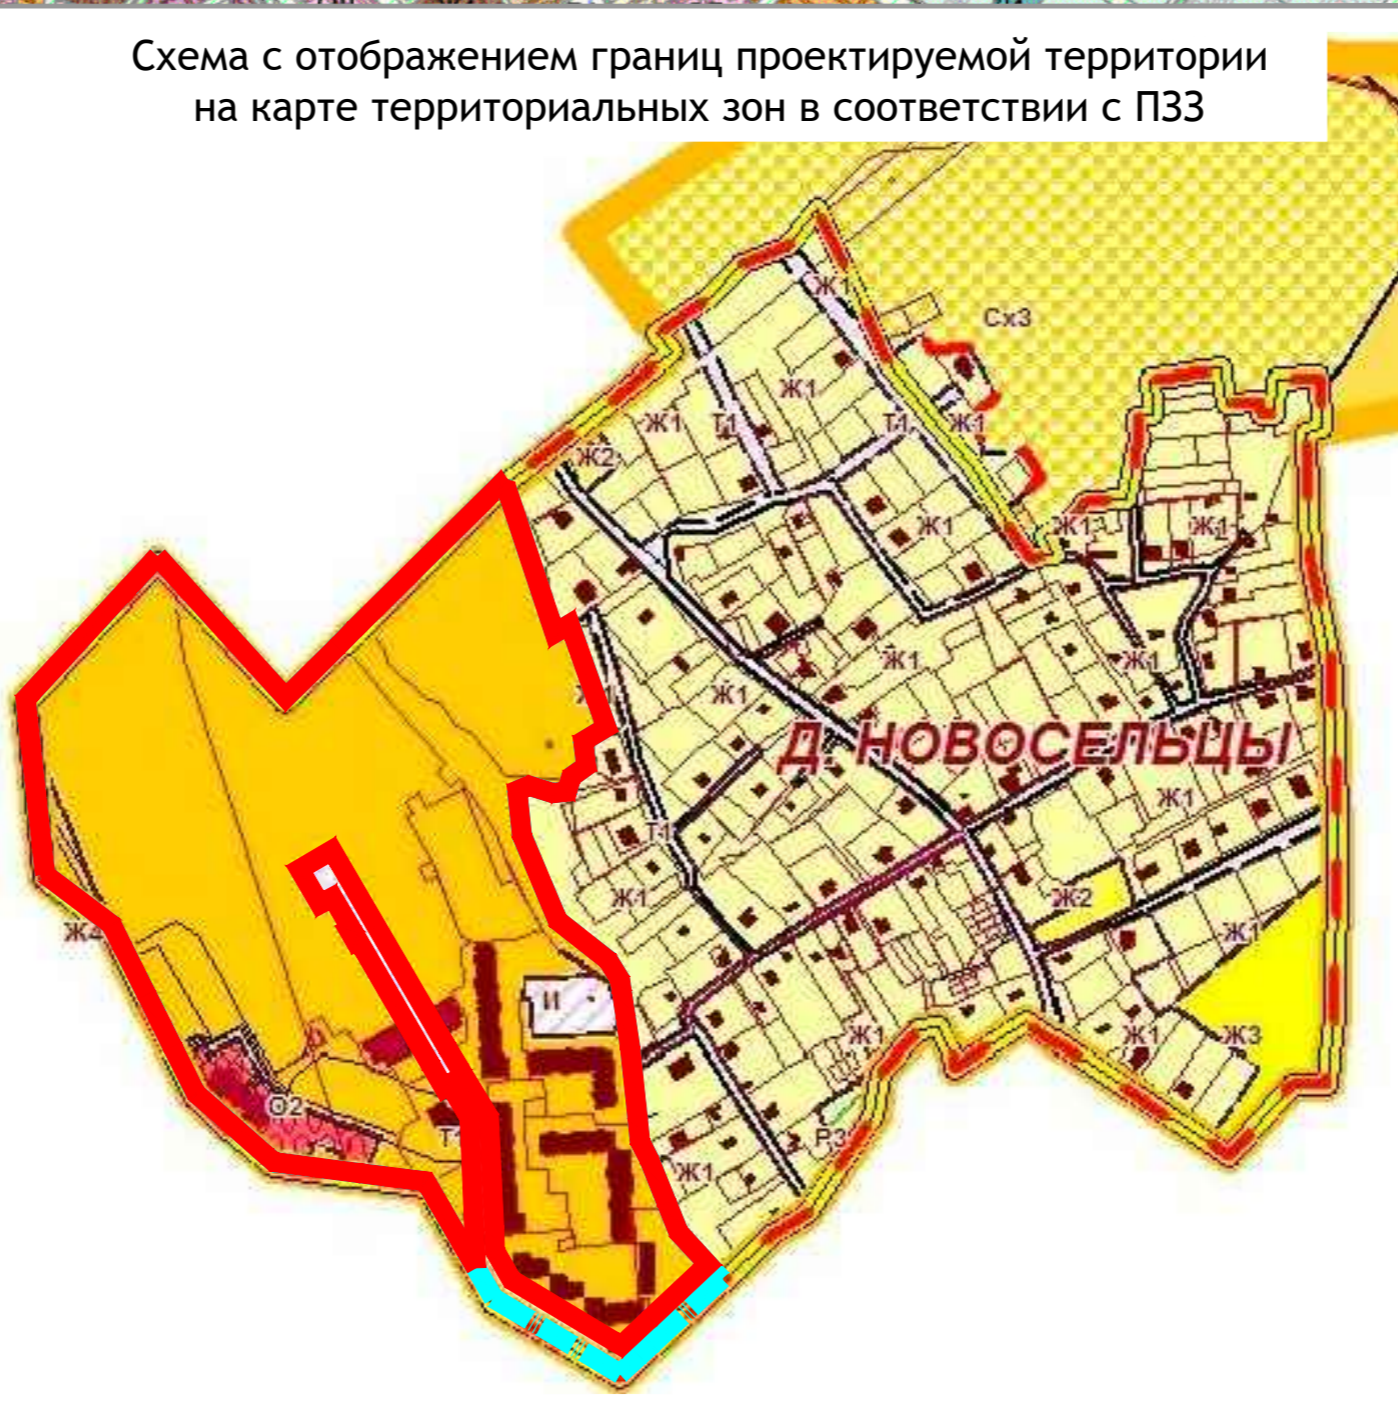 Схема с отображением границ проектируемой территории
на карте территориальных зон в соответствии с ПЗЗ
Ж1
Сх3
Ж1
Ж1 Т1 Т1 Ж1
Ж2
Ж1 Ж1 Ж1
Ж1 Ж1
Ж1
Д. НОВОСЕЛЬЦЫ
Ж1
Т1
Ж1 Ж2
Ж4 Ж1
И
Ж1 Ж1 Ж3
О2
Р3
Ж1